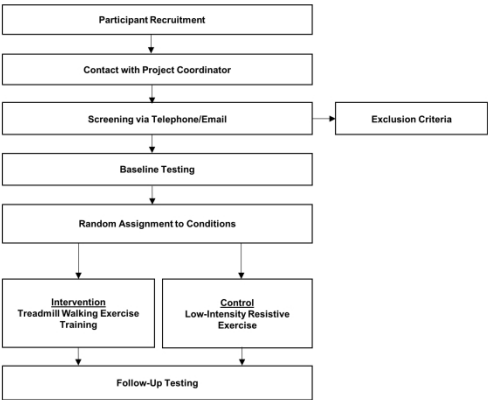 Participant Recruitment
Contact with Project Coordinator
Screening via Telephone/Email
Exclusion Criteria
Baseline Testing
Random Assignment to Conditions
Intervention
Treadmill Walking Exercise
Training
Control
Low-Intensity Resistive
Exercise
Follow-Up Testing